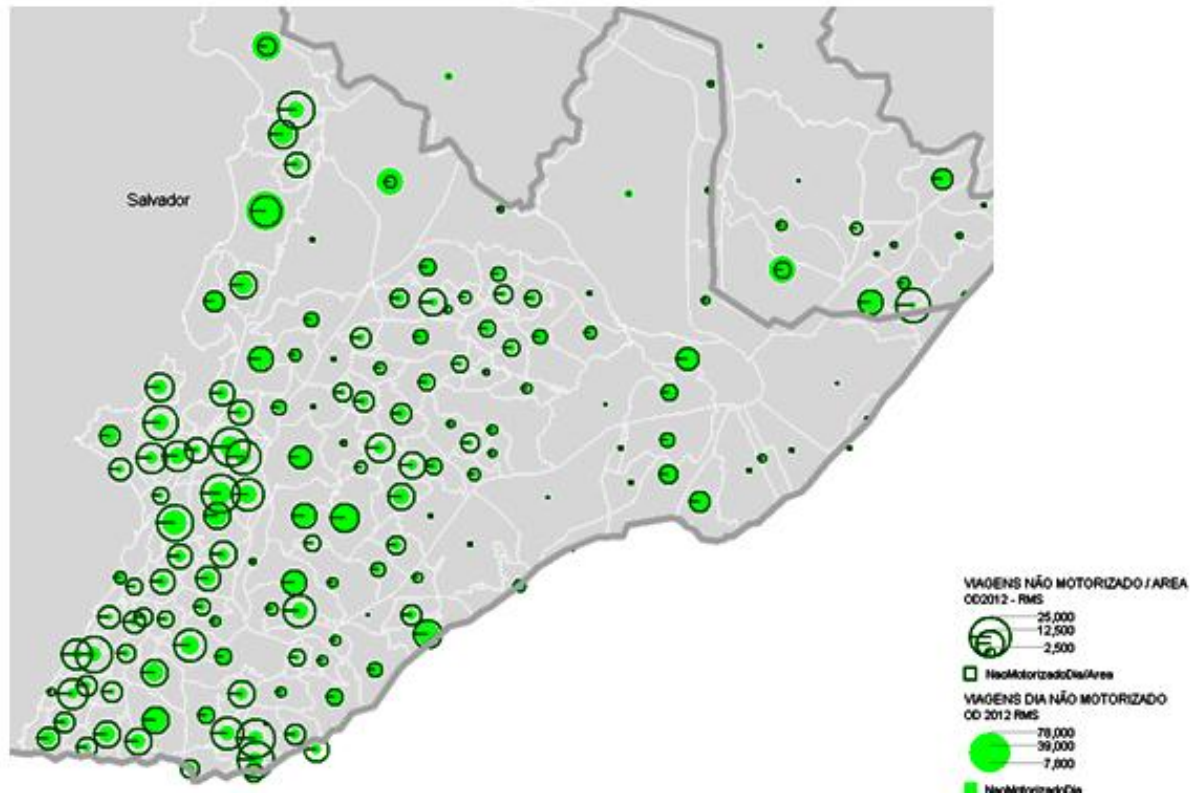 Salvador
VIAGENS NÃO MOTORIZADO / AREA
OD2012 - RMS
25,000
12,500
2,500
NaoMotorizadoDia/Area
VIAGENS DIA NÃO MOTORIZADO
OD 2012 RMS
78,000
39,000
7,800
NaoMotorizadoDia